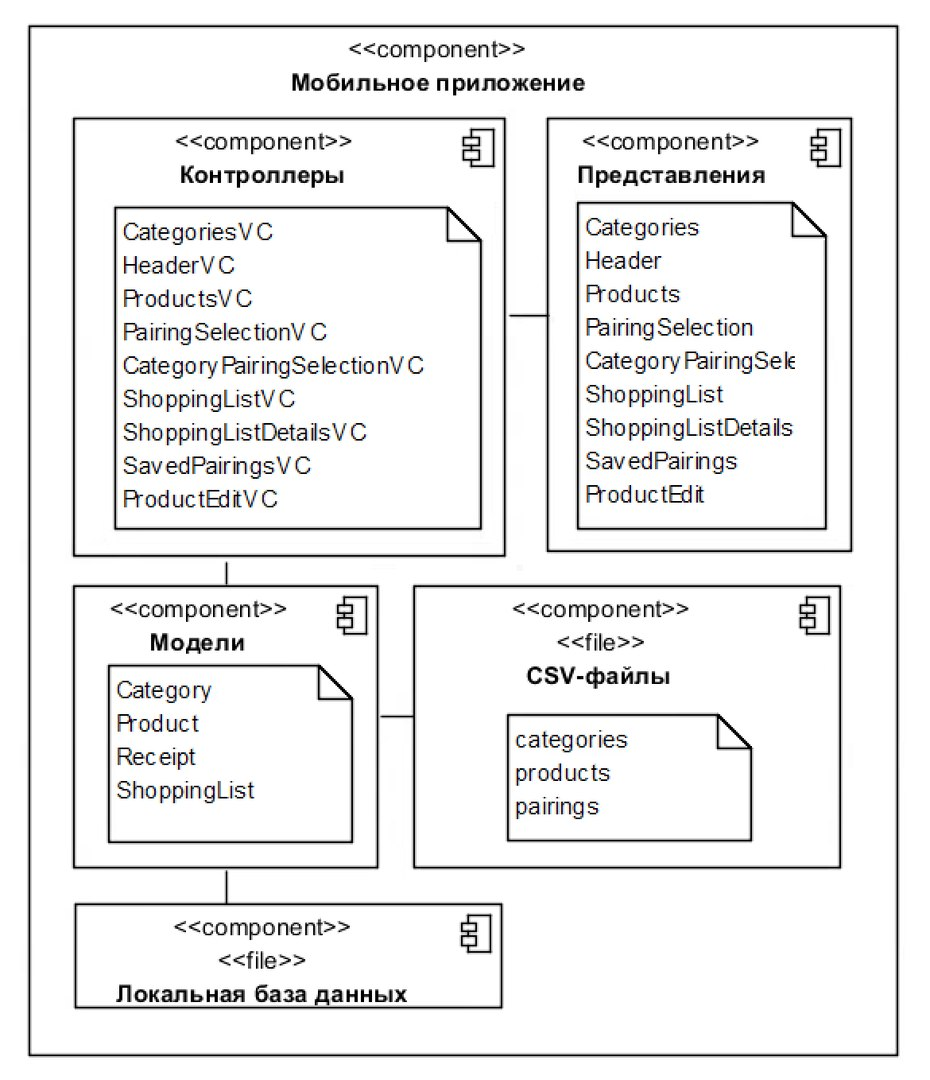 <<component>>
Мобильное приложение
<<component>>
Контроллеры
CategoriesVC
HeaderVC
ProductsVC
PairingSelectionVC
CategoryPairingSelectionVC
ShoppingListVC
ShoppingListDetailsVC
SavedPairingsVC
ProductEditVC
<<component>>
Представления
Categories
Header
Products
PairingSelection
CategoryPairingSele
ShoppingList
ShoppingListDetails
SavedPairings
ProductEdit
<<component>>
Модели
Category
Product
Receipt
ShoppingList
<<component>>
<<file>>
CSV-файлы
categories
products
pairings
<<component>>
<<file>>
Локальная база данных